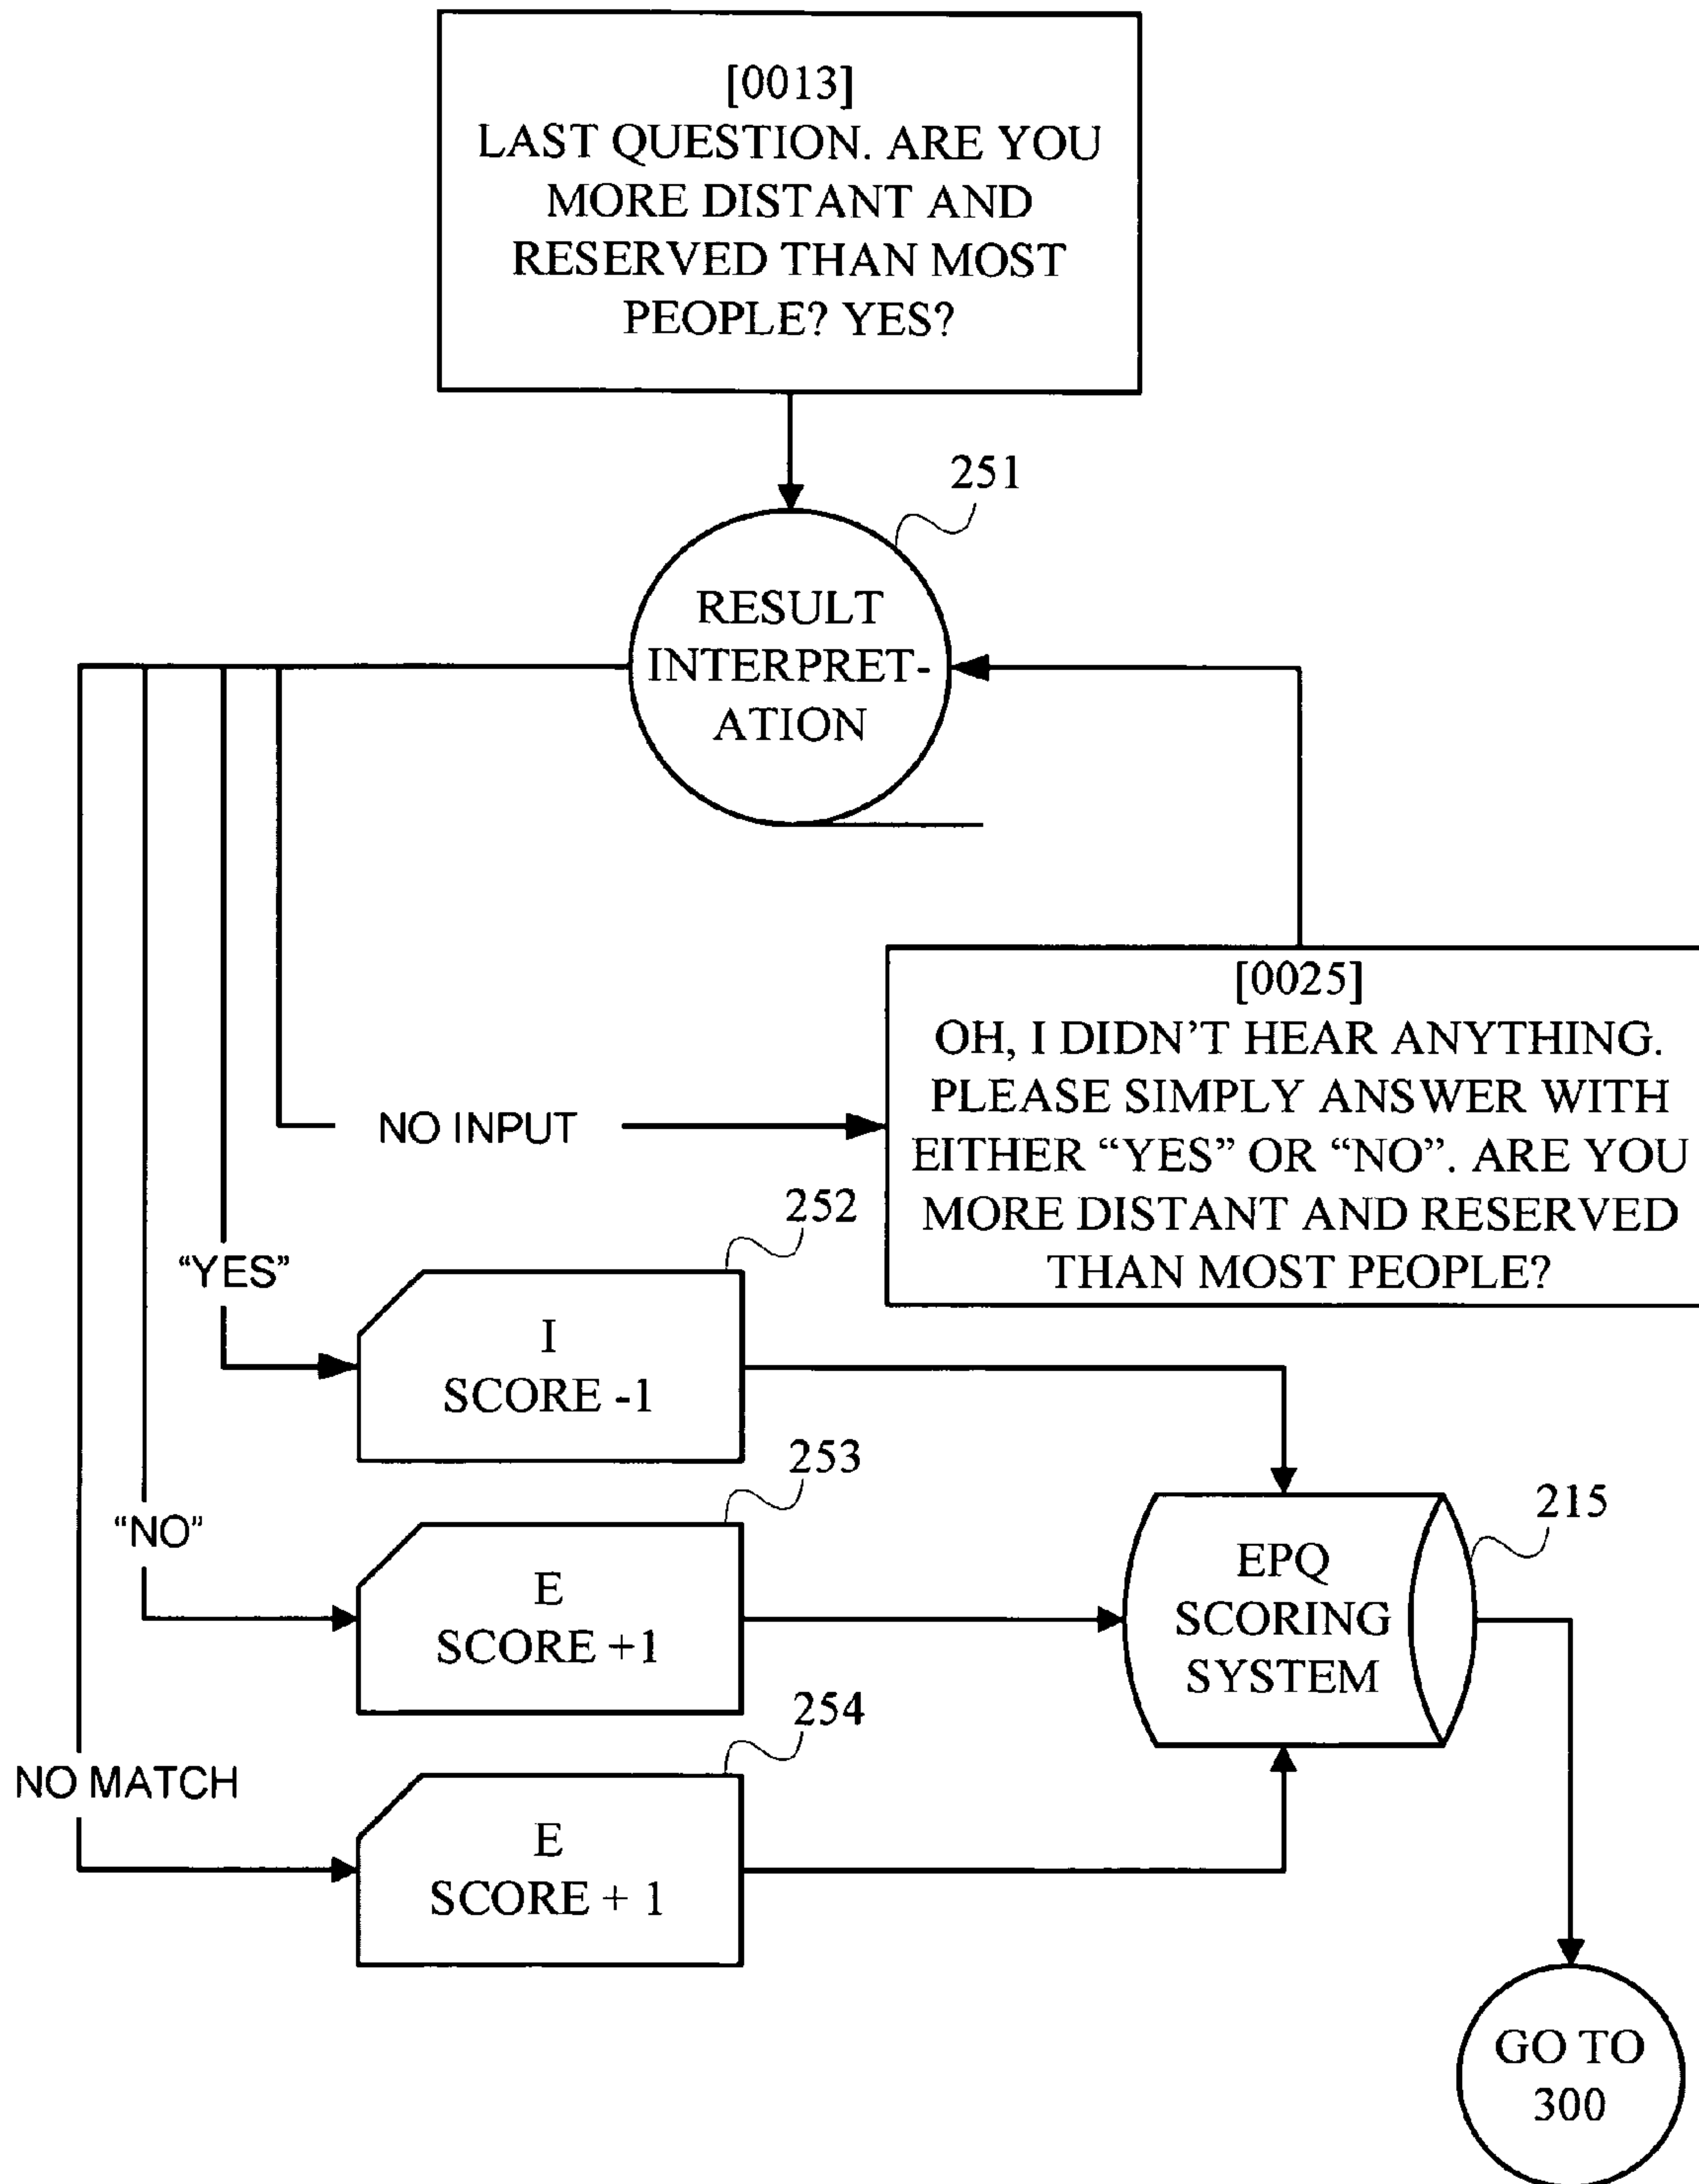 [0013]
LAST QUESTION. ARE YOU
MORE DISTANT AND
RESERVED THAN MOST
PEOPLE? YES?
251
RESULT
INTERPRET-
ATION
[0025]
OH, I DIDN'T HEAR ANYTHING.
PLEASE SIMPLY ANSWER WITH
EITHER “YES” OR “NO”. ARE YOU
MORE DISTANT AND RESERVED
THAN MOST PEOPLE?
NO INPUT
252
“YES”
I
SCORE -1
253
“NO”
E
SCORE +1
215
EPQ
SCORING
SYSTEM
254
NO MATCH
E
SCORE + 1
GO TO
300